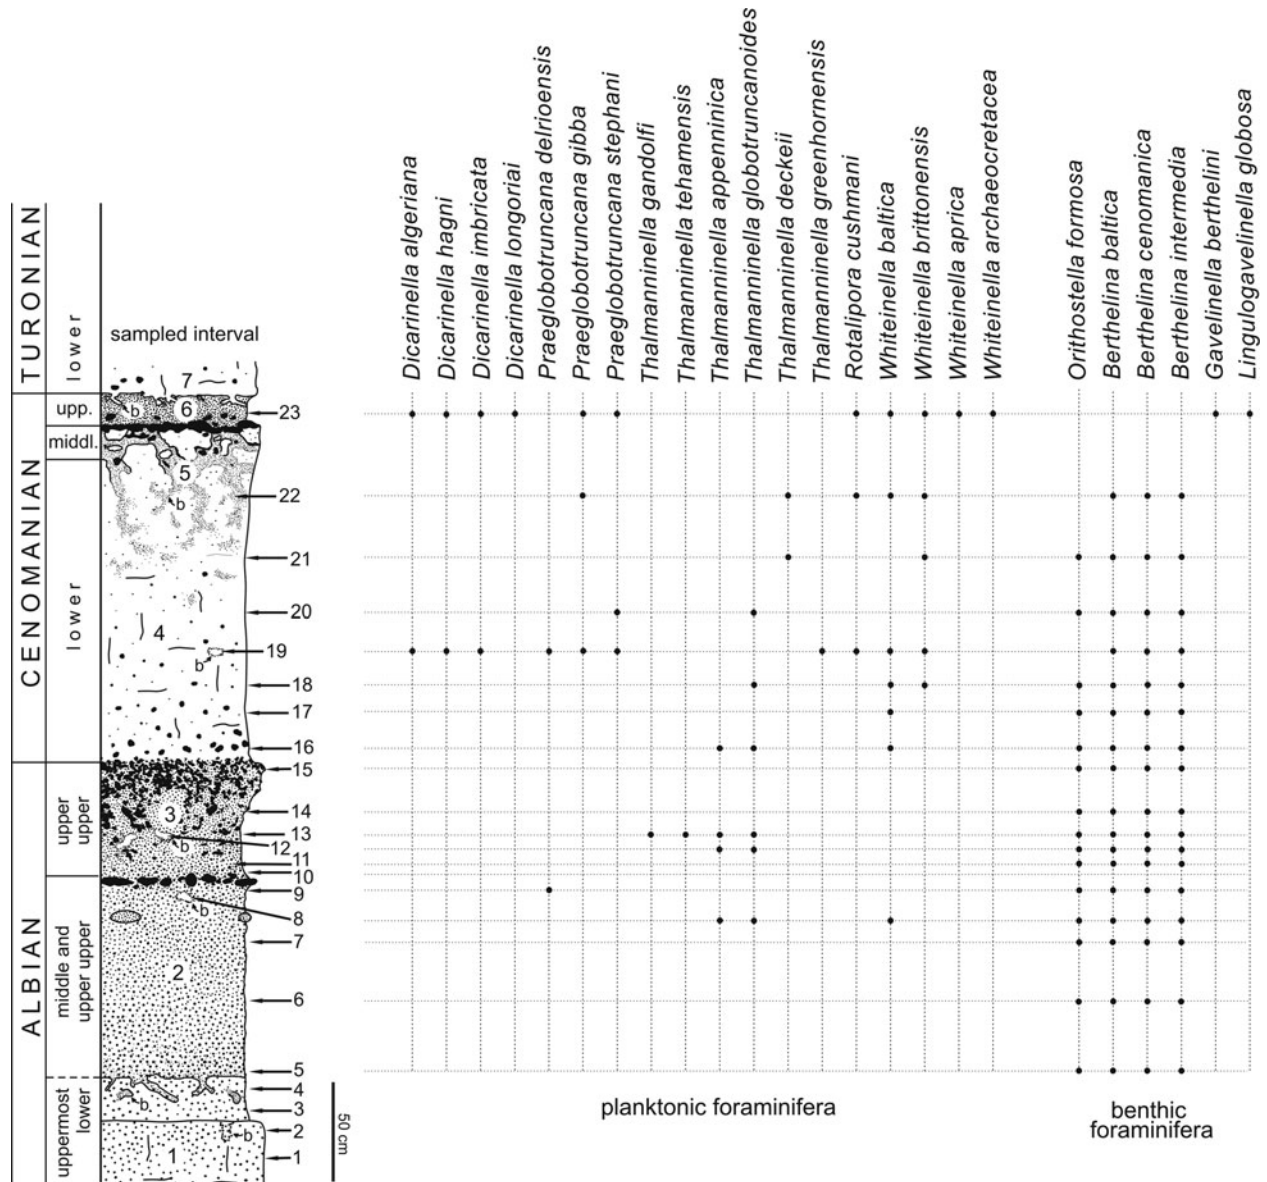 Dicarinella algeriana
Dicarinella hagni
Dicarinella imbricata
Dicarinella longoriai
Praeglobotruncana delrioensis
Praeglobotruncana gibba
Praeglobotruncana stephani
Thalmanninella gandolfi
Thalmanninella tehamensis
Thalmanninella appenninica
Thalmanninella globotruncanoides
Thalmanninella deckeii
Thalmanninella greenhornensis
Rotalipora cushmani
Whiteinella baltica
Whiteinella brittonensis
Whiteinella aprica
Whiteinella archaeocretacea
Orithostella formosa
Berthelina baltica
Berthelina cenomanica
Berthelina intermedia
Gavelinella berthelini
Lingulogavelinella globosa
TURONIAN
lower
sampled interval
7
CENOMANIAN
upp.
b
6
23
middl.
5
lower
b
22
21
20
4
19
b
18
17
16
ALBIAN
upper
upper
15
3
14
13
b
12
11
10
middle and
upper upper
9
b
8
7
2
6
5
uppermost
lower
4
b
3
2
b
1
1
50 cm
planktonic foraminifera
benthic
foraminifera